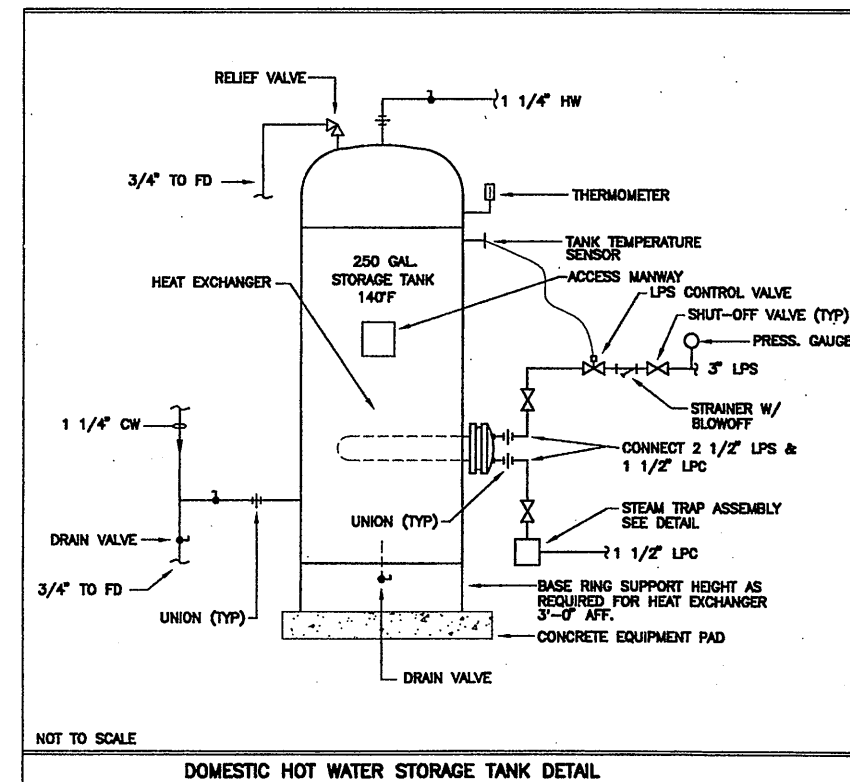 RELIEF VALVE
1 1/4" HW
3/4" TO FD
THERMOMETER
TANK TEMPERATURE
SENSOR
250 GAL.
STORAGE TANK
140°F
HEAT EXCHANGER
ACCESS MANWAY
LPS CONTROL VALVE
SHUT-OFF VALVE (TYP)
PRESS. GAUGE
3" LPS
STRAINER W/
BLOWOFF
1 1/4" CW
CONNECT 2 1/2" LPS &
1 1/2" LPC
UNION (TYP)
STEAM TRAP ASSEMBLY
SEE DETAIL
DRAIN VALVE
1 1/2" LPC
3/4" TO FD
UNION (TYP)
BASE RING SUPPORT HEIGHT AS
REQUIRED FOR HEAT EXCHANGER
3'-0" AFF.
CONCRETE EQUIPMENT PAD
DRAIN VALVE
NOT TO SCALE
DOMESTIC HOT WATER STORAGE TANK DETAIL